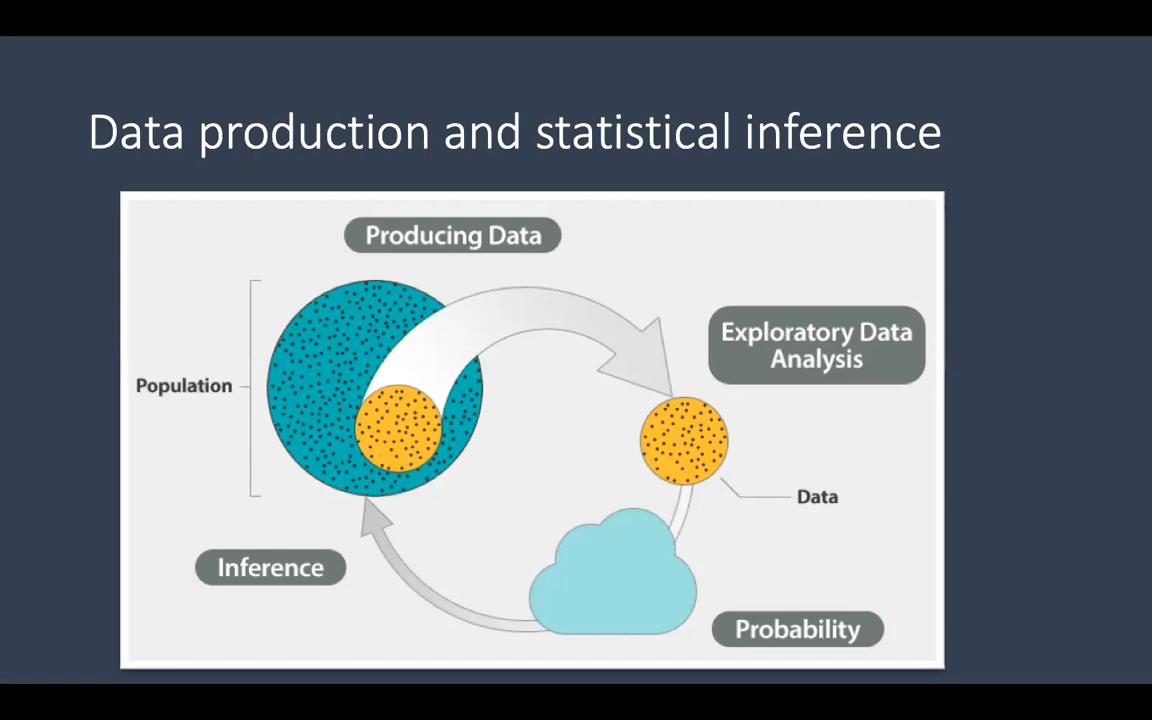 Data production and statistical inference
Producing Data
Exploratory Data
Analysis
Population
Data
Inference
Probability